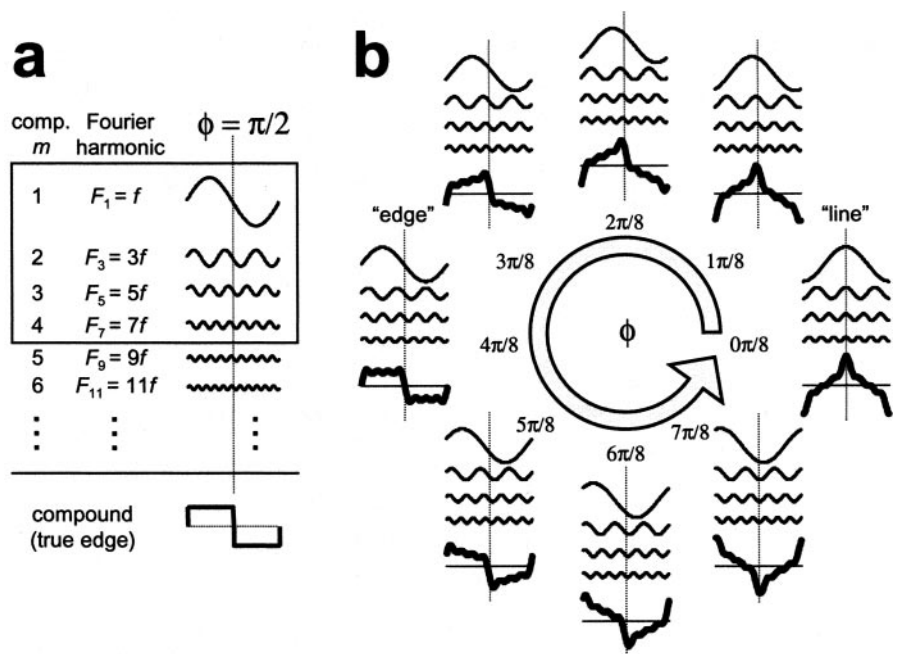 a
comp. Fourier ϕ = π/2
m harmonic
1 F₁ = f
2 F₃ = 3f
3 F₅ = 5f
4 F₇ = 7f
5 F₉ = 9f
6 F₁₁ = 11f
compound
(true edge)
b
"edge"
"line"
2π/8
3π/8
1π/8
4π/8
ϕ
0π/8
5π/8
7π/8
6π/8